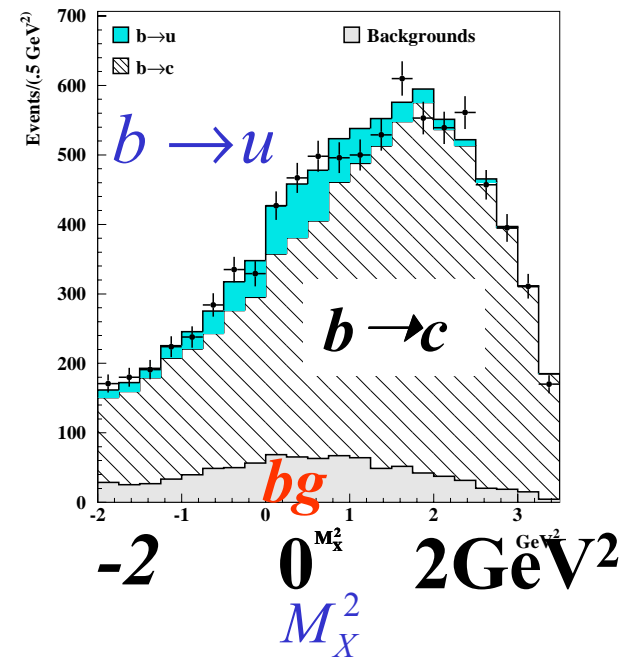 Events/(.5 GeV²)
700
b→u
Backgrounds
b→c
600
b → u
500
400
300
b → c
200
100
bg
0
-2 -1 0 1 2 3
M²X GeV²
-2 0 2GeV²
M²X